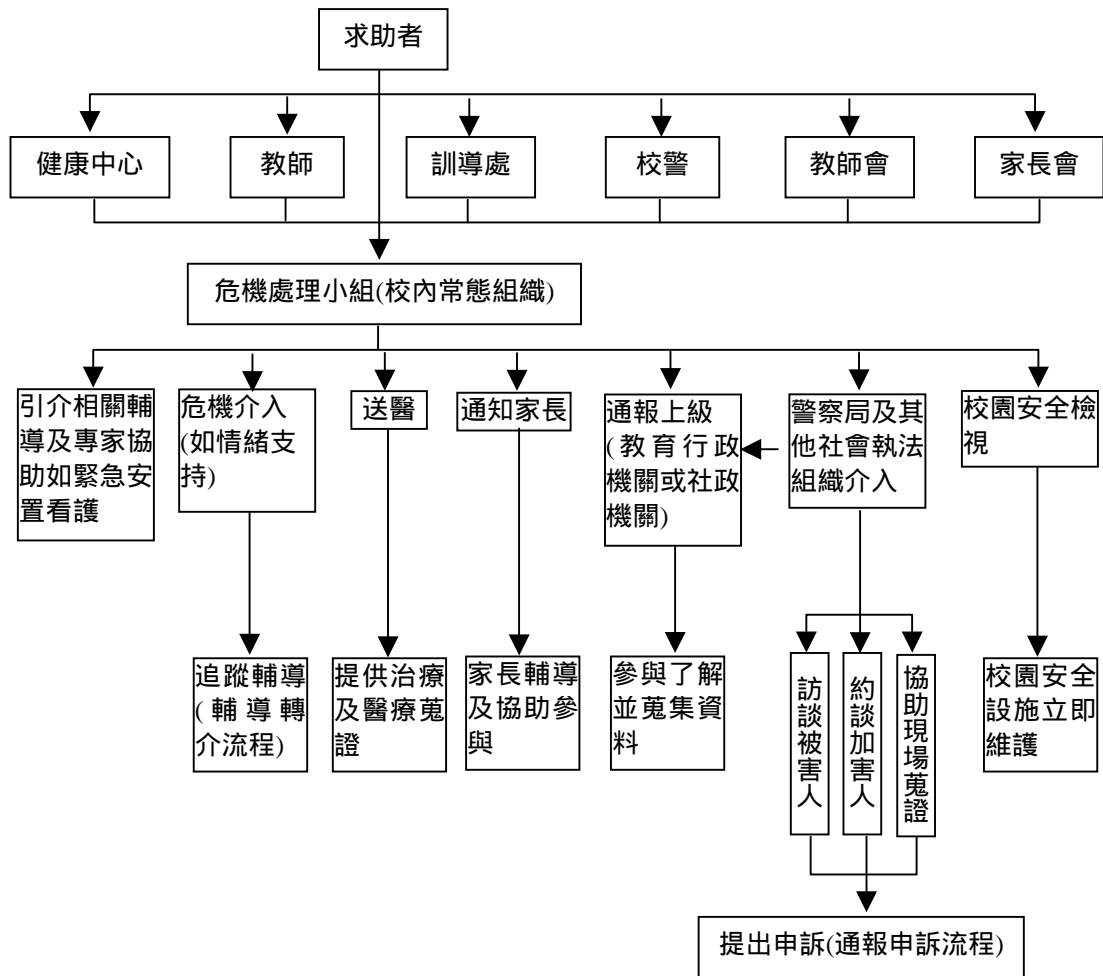 求助者
健康中心
教師
訓導處
校警
教師會
家長會
危機處理小組(校內常態組織)
引介相關輔
導及專家協
助如緊急安
置看護
危機介入
(如情緒支
持)
送醫
通知家長
通報上級
(教育行政
機關或社政
機關)
警察局及其
他社會執法
組織介入
校園安全檢
視
追蹤輔導
(輔導轉
介流程)
提供治療
及醫療蒐
證
家長輔導
及協助參
與
參與了解
並蒐集資
料
訪談被害人
約談加害人
協助現場蒐證
校園安全
設施立即
維護
提出申訴(通報申訴流程)